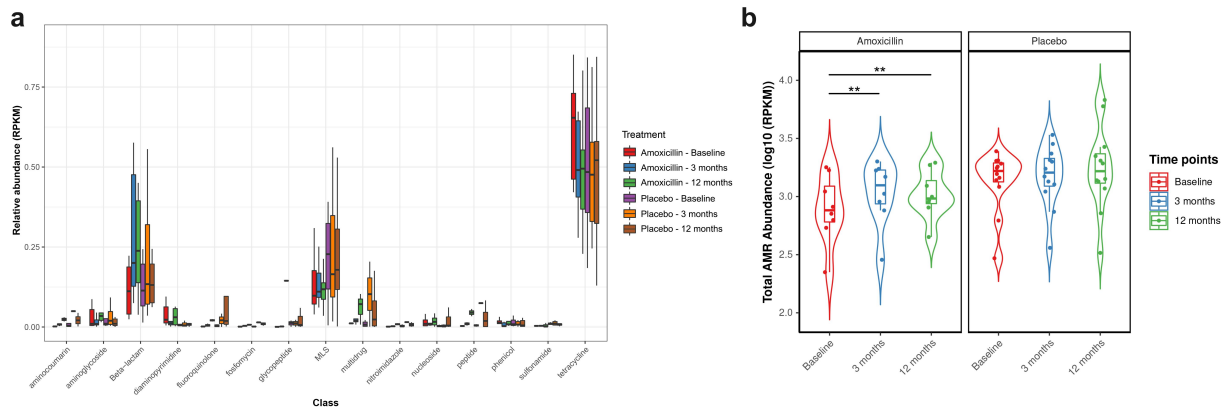 a
Relative abundance (RPKM)
0.75
0.50
0.25
0.00
aminocoumarin
aminoglycoside
Beta-lactam
diaminopyrimidine
fluoroquinolone
fosfomycin
glycopeptide
MLS
multidrug
nitroimidazole
nucleoside
peptide
phenicol
sulfonamide
tetracycline
Class
Treatment
Amoxicillin - Baseline
Amoxicillin - 3 months
Amoxicillin - 12 months
Placebo - Baseline
Placebo - 3 months
Placebo - 12 months
b
Amoxicillin
Placebo
Total AMR Abundance (log10 (RPKM))
4.0
3.5
3.0
2.5
2.0
**
**
Baseline
3 months
12 months
Baseline
3 months
12 months
Time points
Baseline
3 months
12 months